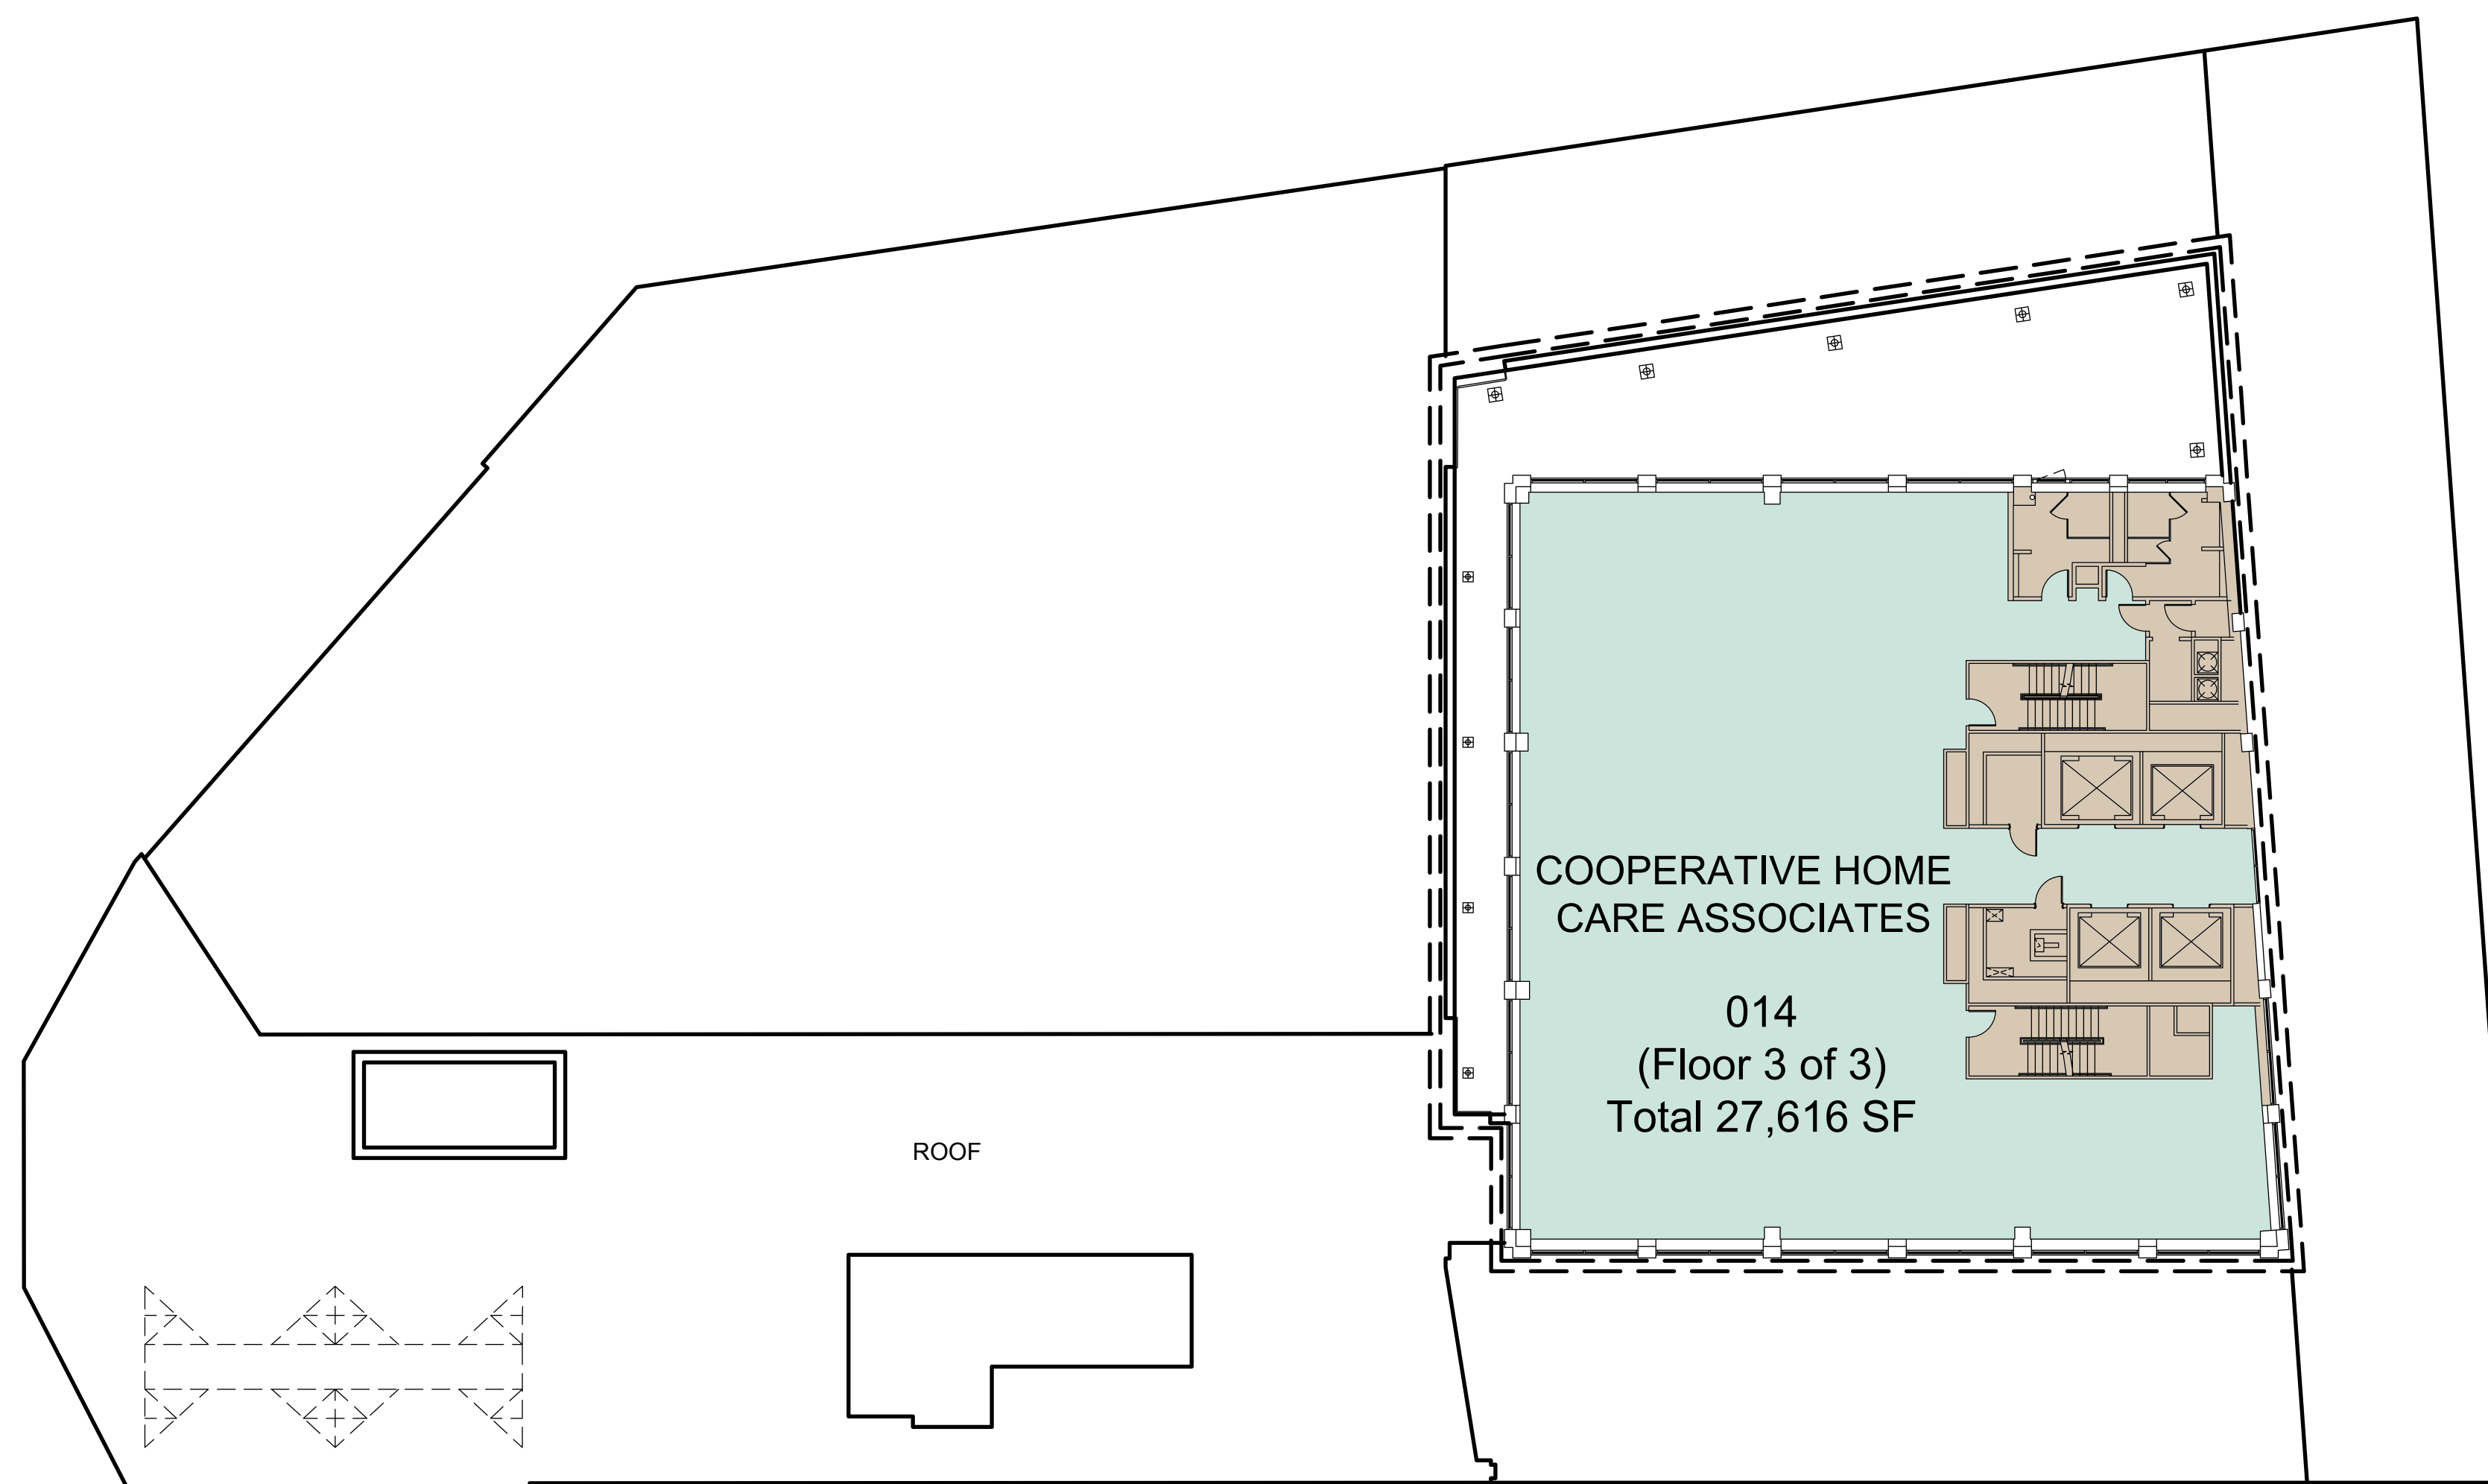 COOPERATIVE HOME
CARE ASSOCIATES
014
(Floor 3 of 3)
Total 27,616 SF
ROOF